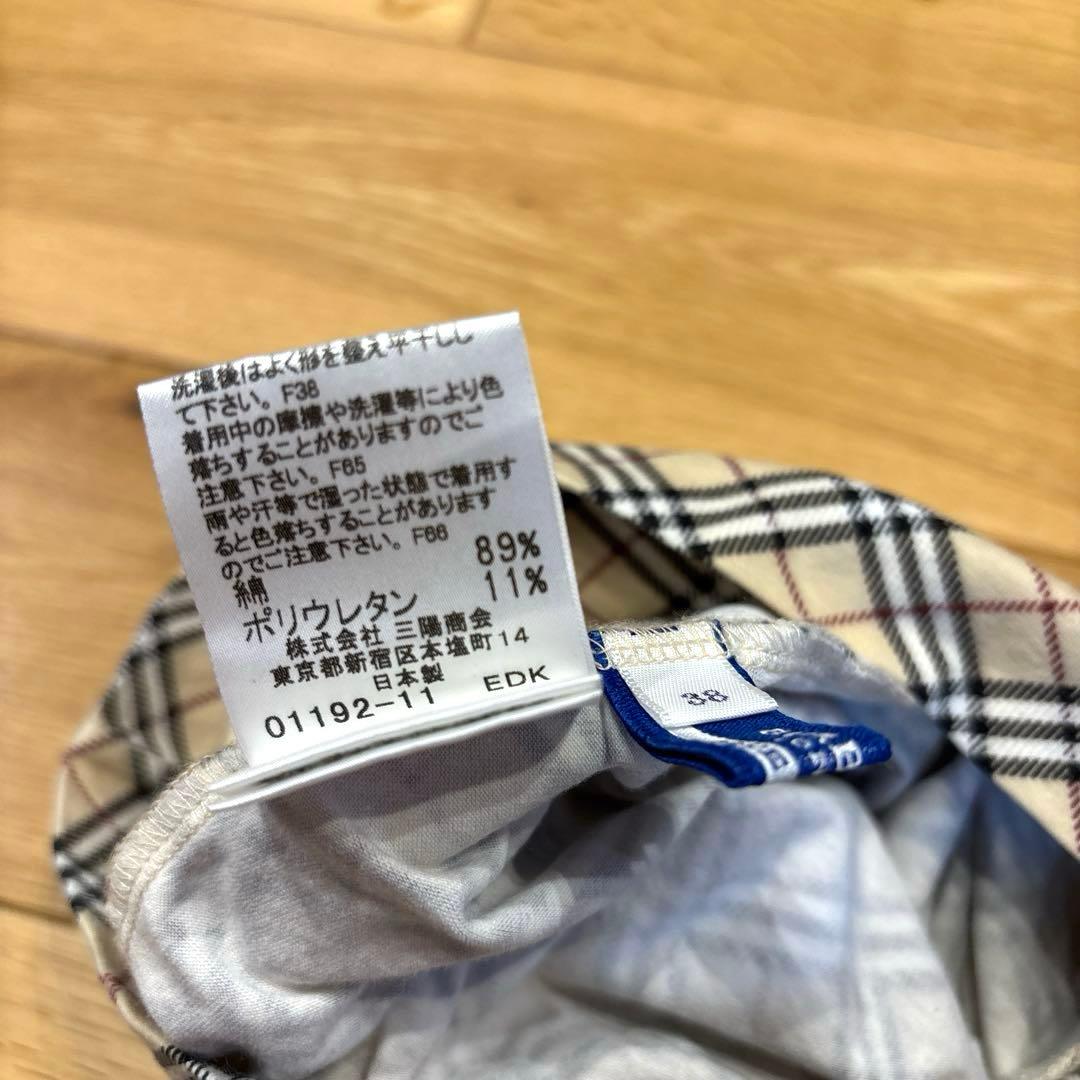 洗濯後はよく形を整え平干しし
て下さい。F38
着用中の摩擦や洗濯等により色
落ちすることがありますのでご
注意下さい。F65
雨や汗等で湿った状態で着用す
ると色落ちすることがあります
のでご注意下さい。F66
綿 89%
ポリウレタン 11%
株式会社 三陽商会
東京都新宿区本塩町14
日本製
01192-11 EDK
38